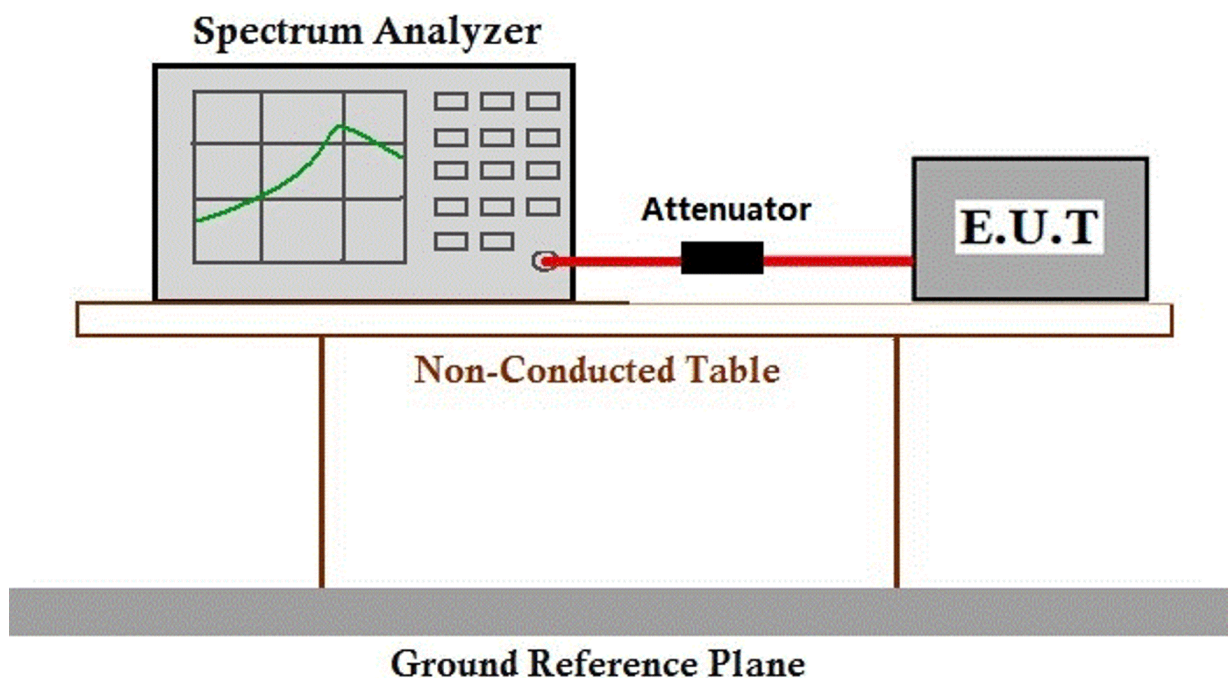 Spectrum Analyzer
Attenuator
E.U.T
Non-Conducted Table
Ground Reference Plane